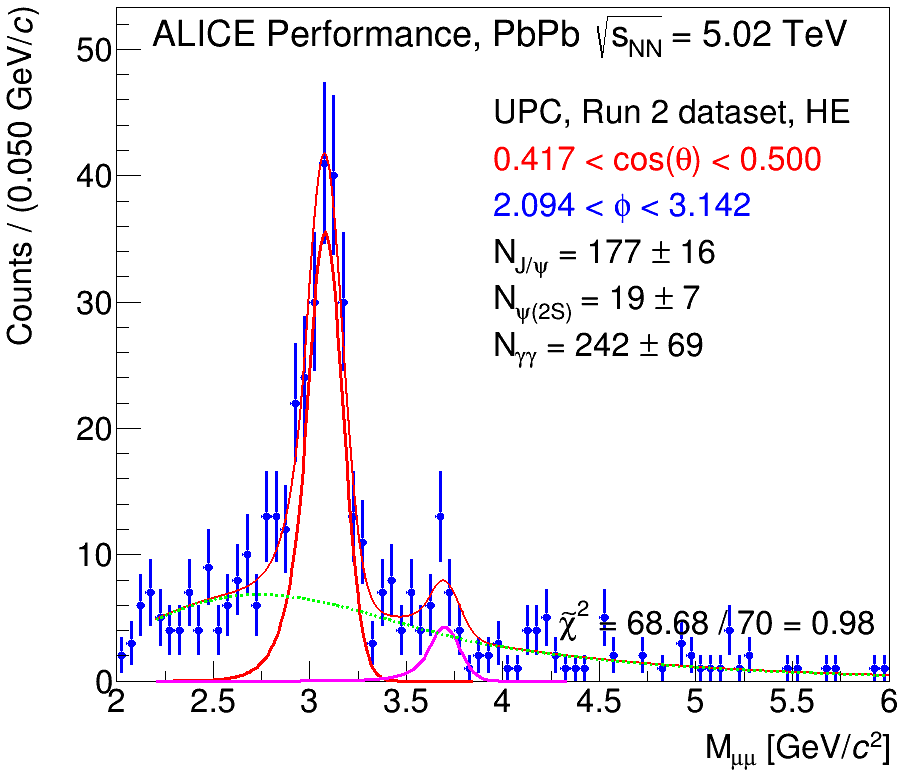 ALICE Performance, PbPb √s_NN = 5.02 TeV
UPC, Run 2 dataset, HE
0.417 < cos(θ) < 0.500
2.094 < ϕ < 3.142
N_J/ψ = 177 ± 16
N_ψ(2S) = 19 ± 7
N_γγ = 242 ± 69
χ̃² = 68.68 / 70 = 0.98
Counts / (0.050 GeV/c)
50
40
30
20
10
0
2 2.5 3 3.5 4 4.5 5 5.5 6
M_μμ [GeV/c²]